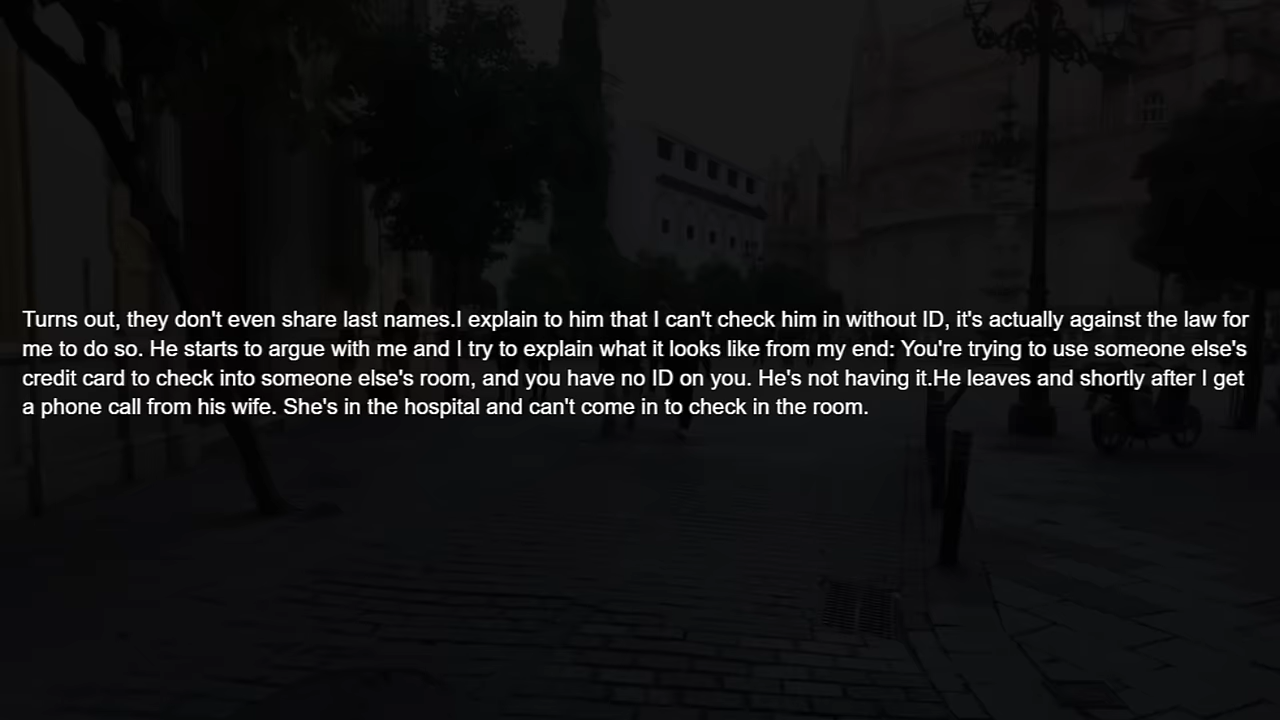 Turns out, they don't even share last names.I explain to him that I can't check him in without ID, it's actually against the law for
me to do so. He starts to argue with me and I try to explain what it looks like from my end: You're trying to use someone else's
credit card to check into someone else's room, and you have no ID on you. He's not having it.He leaves and shortly after I get
a phone call from his wife. She's in the hospital and can't come in to check in the room.